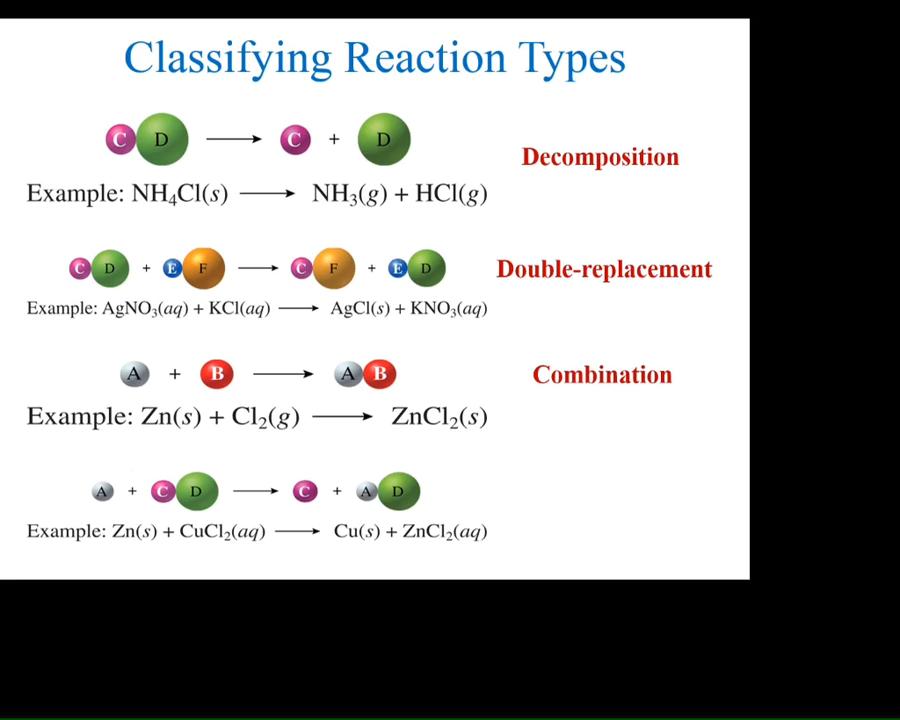 Classifying Reaction Types
C D → C + D
Decomposition
Example: NH₄Cl(s) → NH₃(g) + HCl(g)
C D + E F → C F + E D
Double-replacement
Example: AgNO₃(aq) + KCl(aq) → AgCl(s) + KNO₃(aq)
A + B → A B
Combination
Example: Zn(s) + Cl₂(g) → ZnCl₂(s)
A + C D → C + A D
Example: Zn(s) + CuCl₂(aq) → Cu(s) + ZnCl₂(aq)